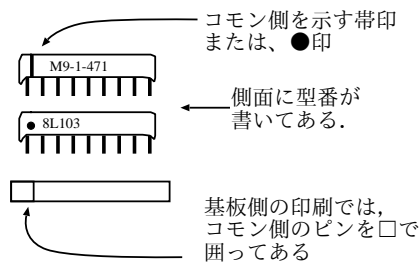 コモン側を示す帯印
または、●印
M9-1-471
側面に型番が
書いてある.
8L103
基板側の印刷では,
コモン側のピンを□で
囲ってある